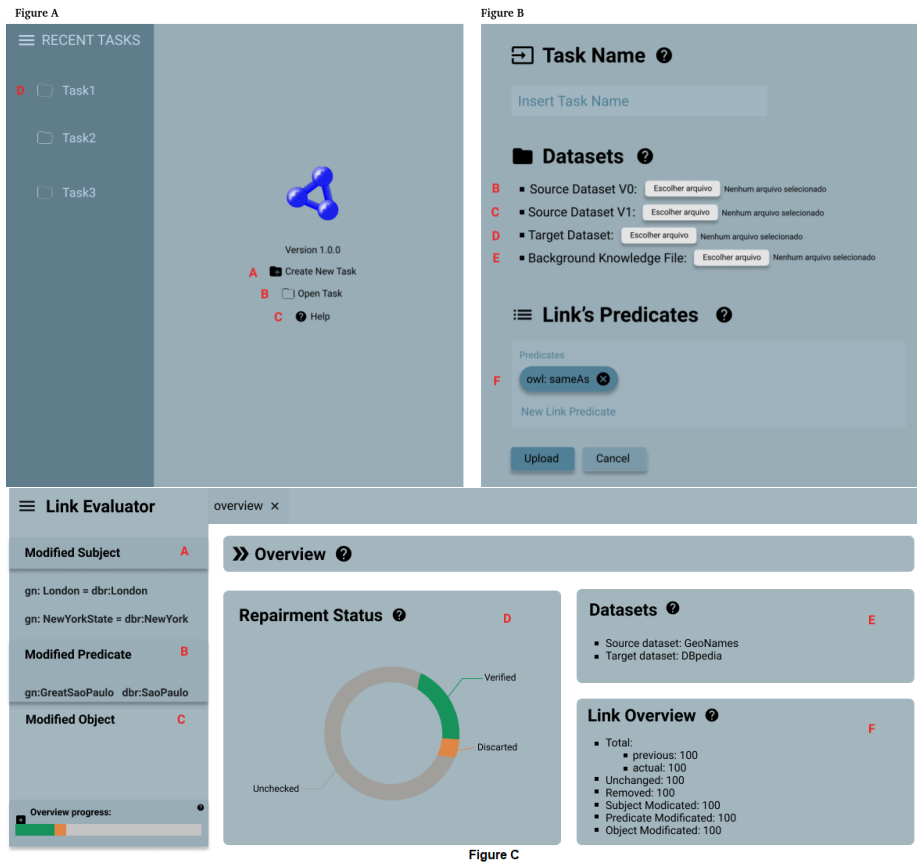 Figure A
RECENT TASKS
D Task1
Task2
Task3
Version 1.0.0
A Create New Task
B Open Task
C Help
Figure B
Task Name
Insert Task Name
Datasets
B Source Dataset V0: Escolher arquivo Nenhum arquivo selecionado
C Source Dataset V1: Escolher arquivo Nenhum arquivo selecionado
D Target Dataset: Escolher arquivo Nenhum arquivo selecionado
E Background Knowledge File: Escolher arquivo Nenhum arquivo selecionado
Link's Predicates
Predicates
F owl: sameAs
New Link Predicate
Upload Cancel
Link Evaluator
Modified Subject A
gn: London = dbr:London
gn: NewYorkState = dbr:NewYork
Modified Predicate B
gn:GreatSaoPaulo dbr:SaoPaulo
Modified Object C
Overview progress:
overview
Overview
Repairment Status D
Verified
Discarted
Unchecked
Datasets
E
Source dataset: GeoNames
Target dataset: DBpedia
Link Overview
F
Total:
previous: 100
actual: 100
Unchanged: 100
Removed: 100
Subject Modicated: 100
Predicate Modificated: 100
Object Modificated: 100
Figure C